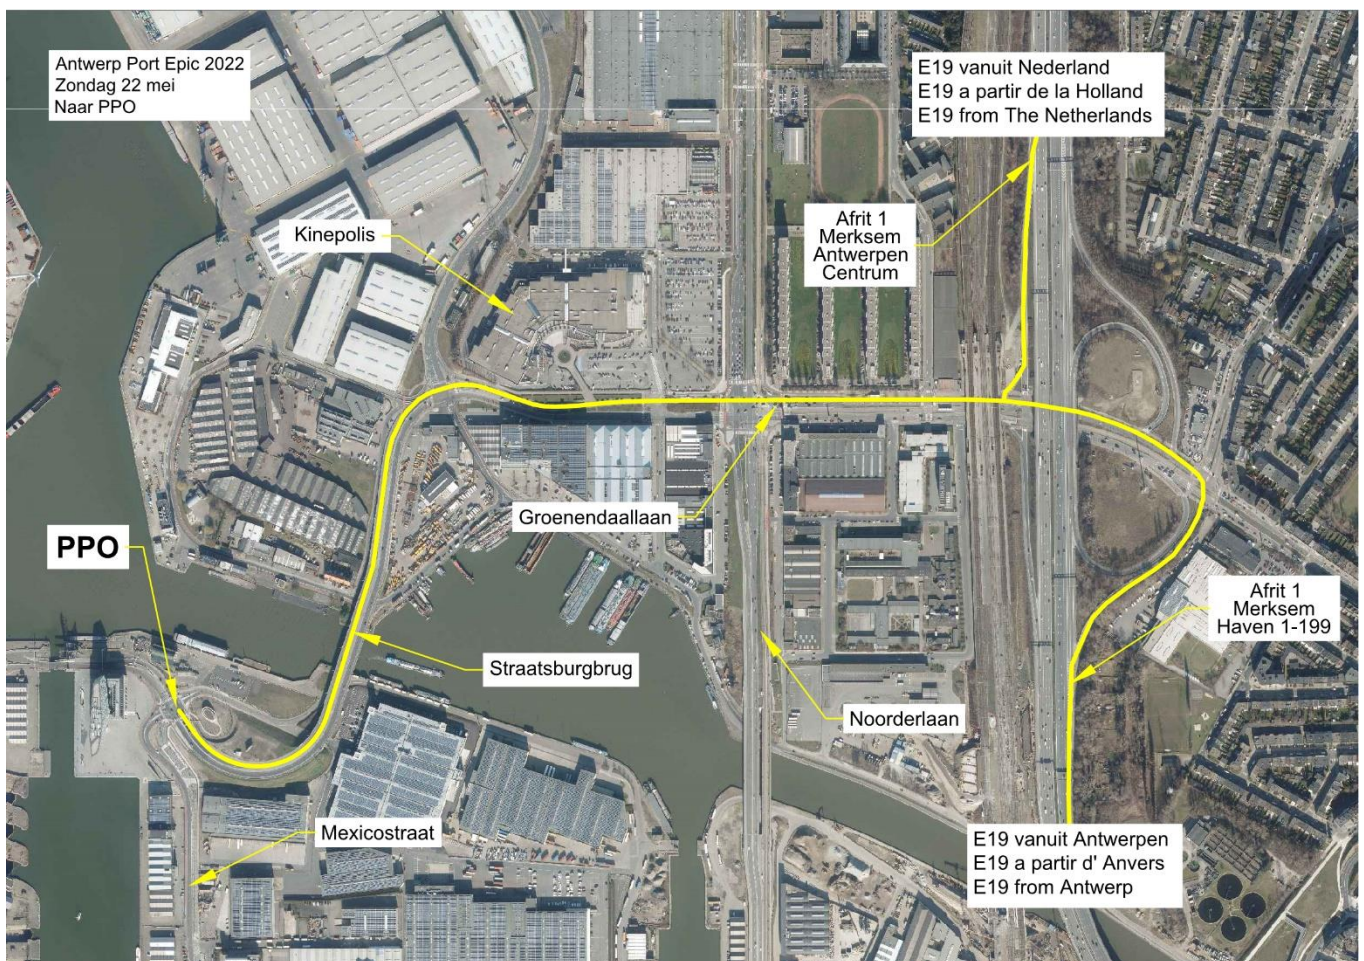 Antwerp Port Epic 2022
Zondag 22 mei
Naar PPO
E19 vanuit Nederland
E19 a partir de la Holland
E19 from The Netherlands
Afrit 1
Merksem
Antwerpen
Centrum
Kinepolis
Groenendaallaan
PPO
Afrit 1
Merksem
Haven 1-199
Straatsburgbrug
Noorderlaan
Mexicostraat
E19 vanuit Antwerpen
E19 a partir d' Anvers
E19 from Antwerp